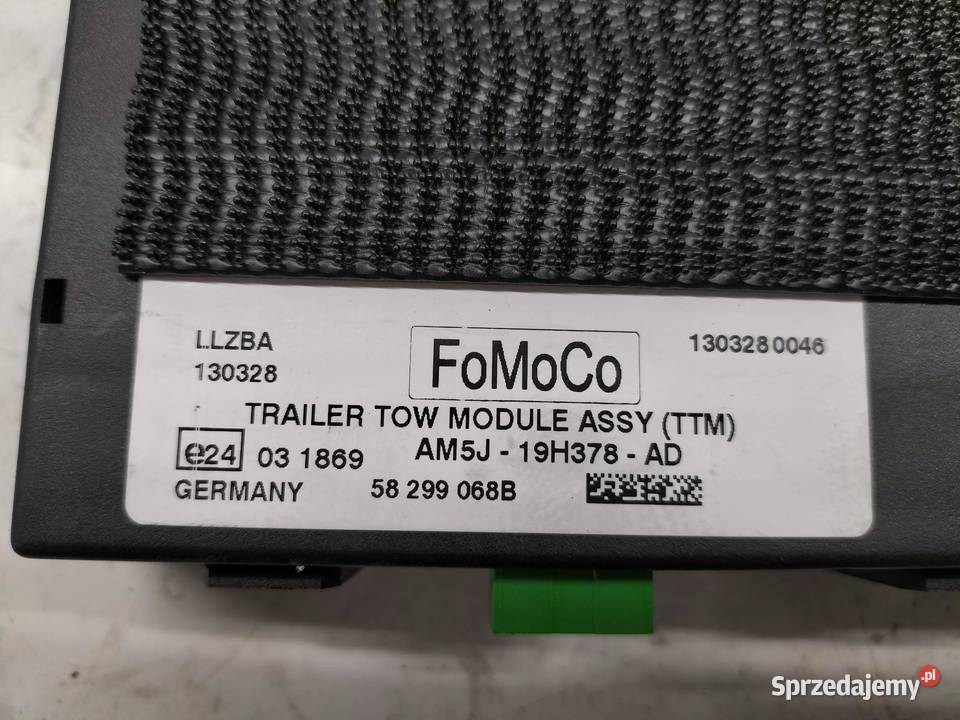 LLZBA
130328
FoMoCo
1303280046
TRAILER TOW MODULE ASSY (TTM)
e24 03 1869 AM5J - 19H378 - AD
GERMANY 58 299 068B
Sprzedajemy.pl